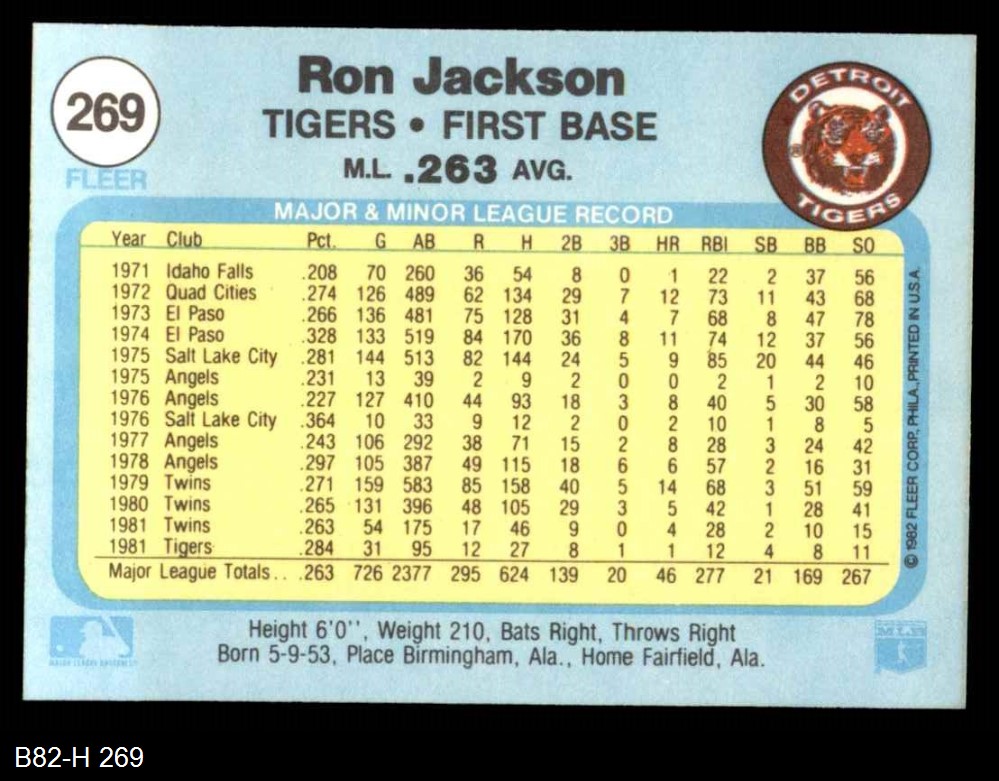 269
FLEER
Ron Jackson
TIGERS • FIRST BASE
M.L. .263 AVG.
DETROIT
®
TIGERS
MAJOR & MINOR LEAGUE RECORD
Year Club Pct. G AB R H 2B 3B HR RBI SB BB SO
1971 Idaho Falls .208 70 260 36 54 8 0 1 22 2 37 56
1972 Quad Cities .274 126 489 62 134 29 7 12 73 11 43 68
1973 El Paso .266 136 481 75 128 31 4 7 68 8 47 78
1974 El Paso .328 133 519 84 170 36 8 11 74 12 37 56
1975 Salt Lake City .281 144 513 82 144 24 5 9 85 20 44 46
1975 Angels .231 13 39 2 9 2 0 0 2 1 2 10
1976 Angels .227 127 410 44 93 18 3 8 40 5 30 58
1976 Salt Lake City .364 10 33 9 12 2 0 2 10 1 8 5
1977 Angels .243 106 292 38 71 15 2 8 28 3 24 42
1978 Angels .297 105 387 49 115 18 6 6 57 2 16 31
1979 Twins .271 159 583 85 158 40 5 14 68 3 51 59
1980 Twins .265 131 396 48 105 29 3 5 42 1 28 41
1981 Twins .263 54 175 17 46 9 0 4 28 2 10 15
1981 Tigers .284 31 95 12 27 8 1 1 12 4 8 11
Major League Totals. . .263 726 2377 295 624 139 20 46 277 21 169 267
© 1982 FLEER CORP., PHILA., PRINTED IN U.S.A.
Height 6'0'', Weight 210, Bats Right, Throws Right
Born 5-9-53, Place Birmingham, Ala., Home Fairfield, Ala.
B82-H 269